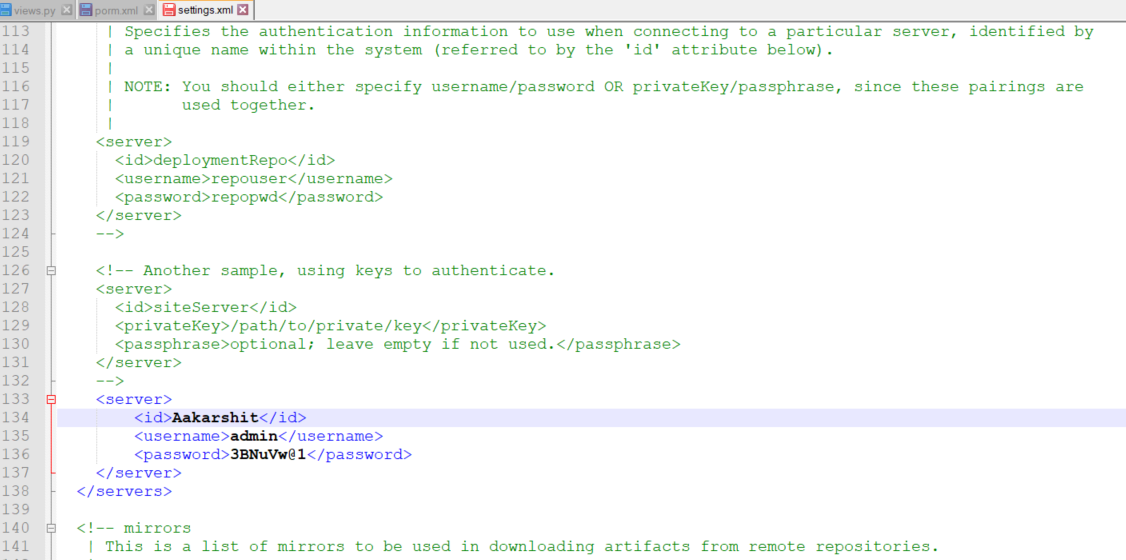 views.py porm.xml settings.xml
113 | Specifies the authentication information to use when connecting to a particular server, identified by
114 | a unique name within the system (referred to by the 'id' attribute below).
115 |
116 | NOTE: You should either specify username/password OR privateKey/passphrase, since these pairings are
117 | used together.
118 |
119 <server>
120 <id>deploymentRepo</id>
121 <username>repouser</username>
122 <password>repopwd</password>
123 </server>
124 -->
125
126 <!-- Another sample, using keys to authenticate.
127 <server>
128 <id>siteServer</id>
129 <privateKey>/path/to/private/key</privateKey>
130 <passphrase>optional; leave empty if not used.</passphrase>
131 </server>
132 -->
133 <server>
134 <id>Aakarshit</id>
135 <username>admin</username>
136 <password>3BNuVw@1</password>
137 </server>
138 </servers>
139
140 <!-- mirrors
141 | This is a list of mirrors to be used in downloading artifacts from remote repositories.